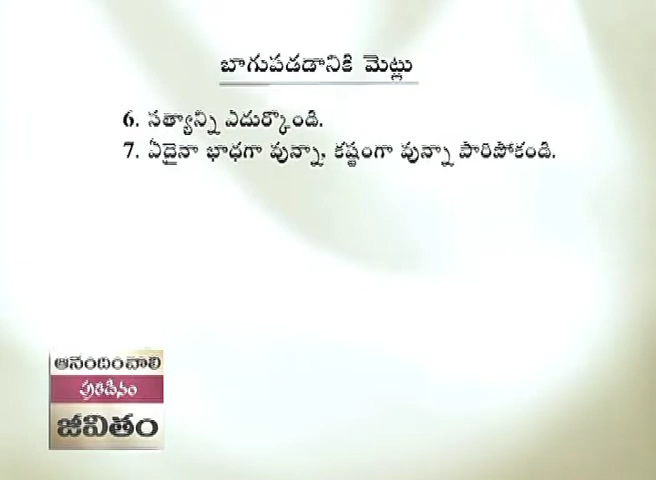 బాగుపడడానికి మెట్లు
6. సత్యాన్ని ఎదుర్కొండి.
7. ఏదైనా భాధగా వున్నా, కష్టంగా వున్నా పారిపోకండి.
ఆనందించాలి
ప్రతిదినం
జీవితం